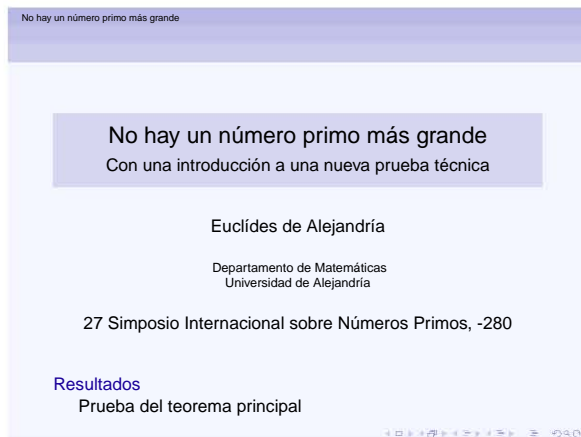 No hay un número primo más grande
No hay un número primo más grande
Con una introducción a una nueva prueba técnica
Euclídes de Alejandría
Departamento de Matemáticas
Universidad de Alejandría
27 Simposio Internacional sobre Números Primos, -280
Resultados
Prueba del teorema principal